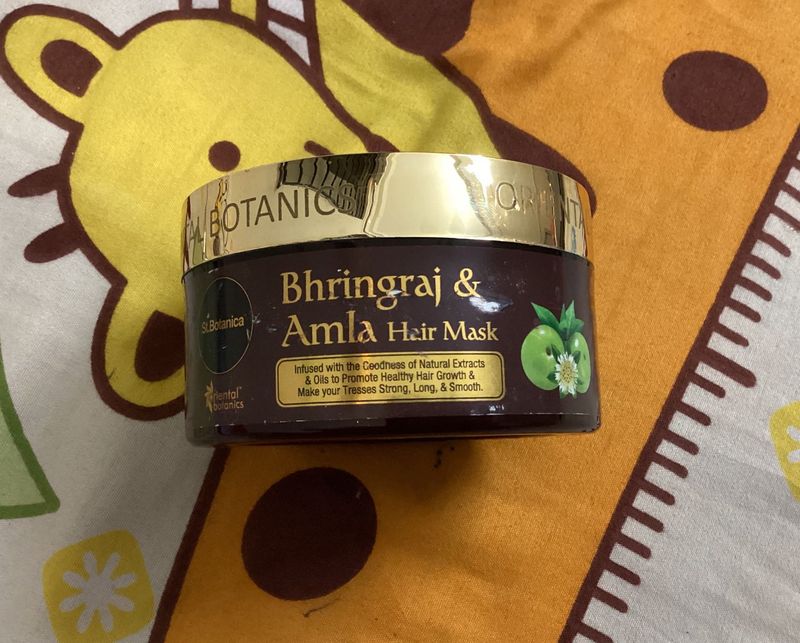 BOTANICS
Bhringraj &
Amla Hair Mask
St.Botanica
Infused with the Goodness of Natural Extracts
& Oils to Promote Healthy Hair Growth &
Make your Tresses Strong, Long, & Smooth.
botanics